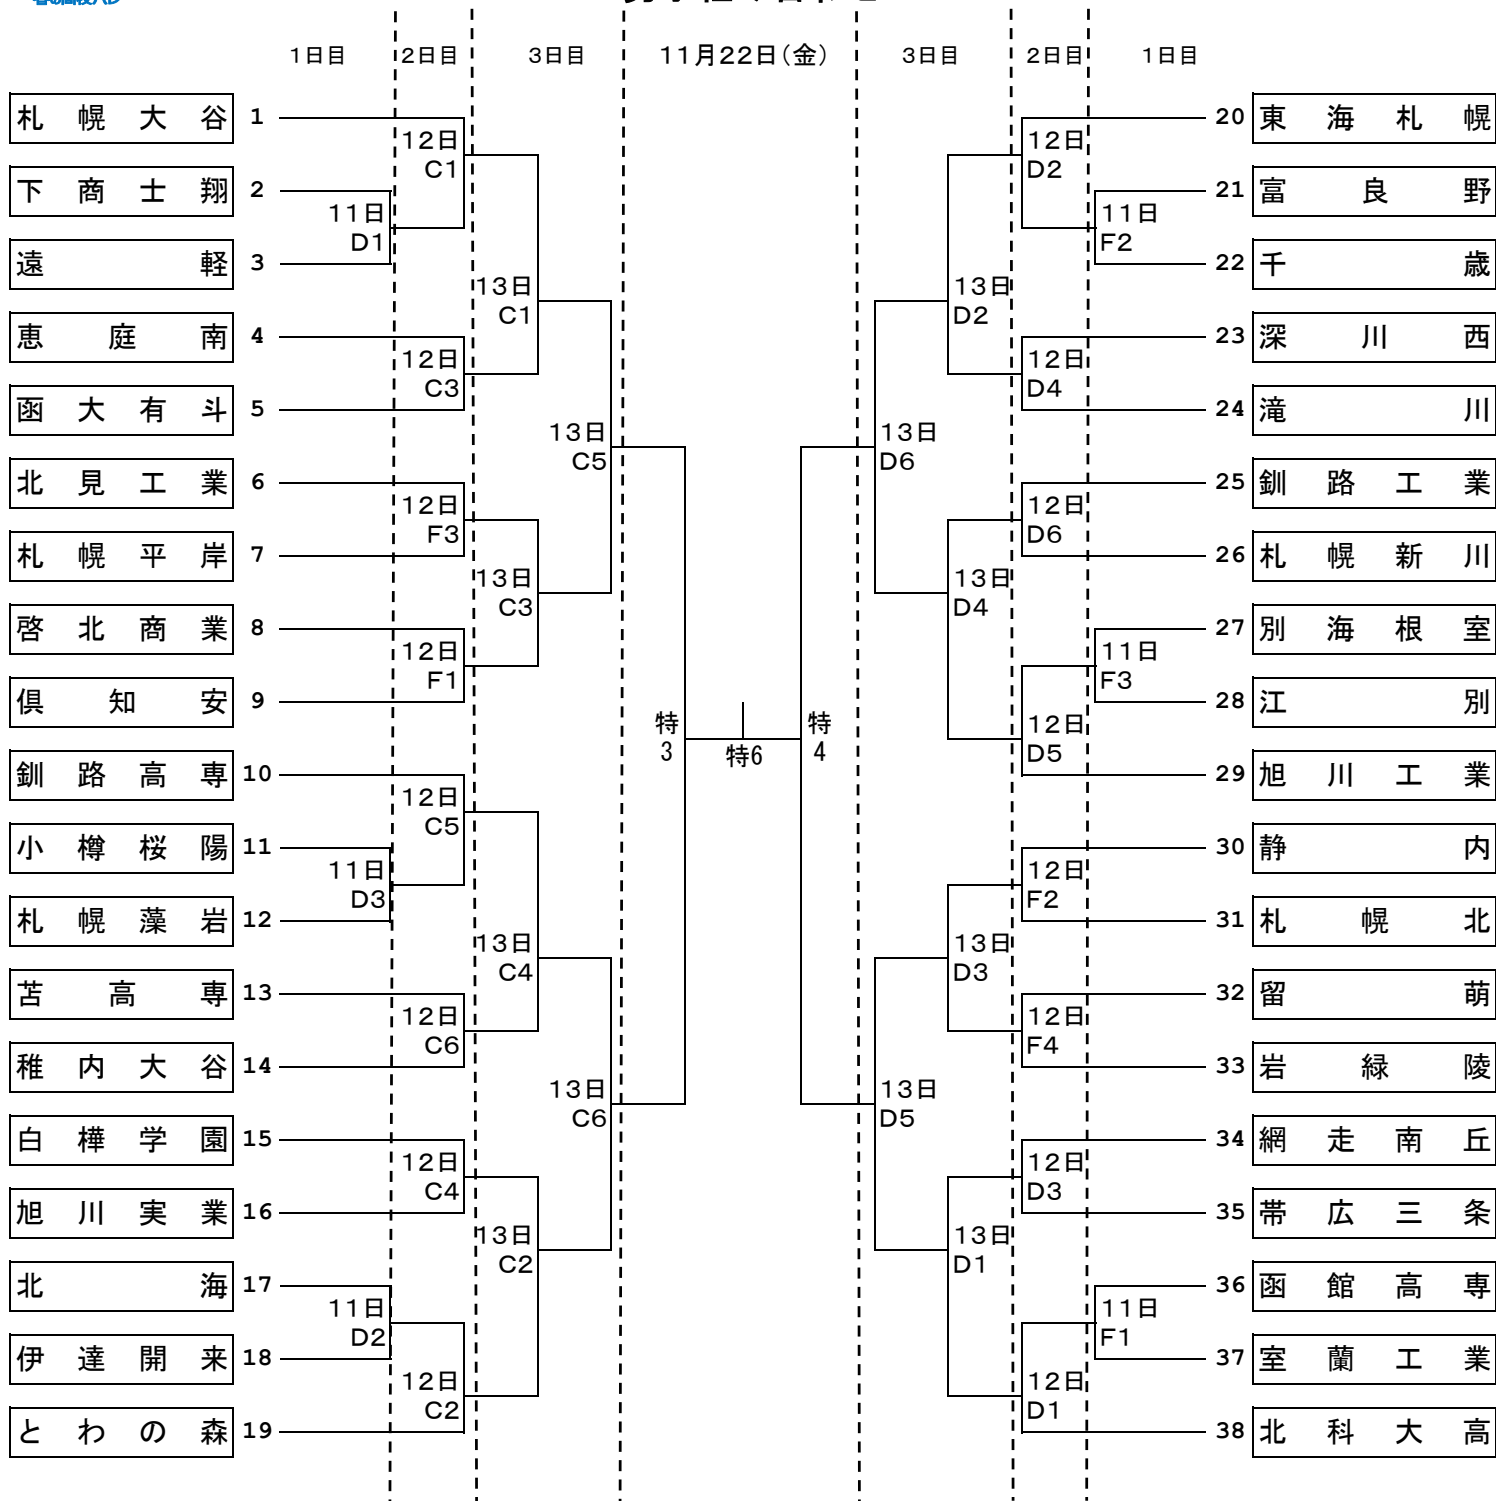 1日目 2日目 3日目 11月22日(金) 3日目 2日目 1日目
札幌大谷 1
下商士翔 2
遠軽 3
恵庭南 4
函大有斗 5
北見工業 6
札幌平岸 7
啓北商業 8
倶知安 9
釧路高専 10
小樽桜陽 11
札幌藻岩 12
苫高専 13
稚内大谷 14
白樺学園 15
旭川実業 16
北海 17
伊達開来 18
とわの森 19
11日
D1
11日
D3
11日
D2
12日
C1
12日
C3
12日
F3
12日
F1
12日
C5
12日
C6
12日
C4
12日
C2
13日
C1
13日
C3
13日
C4
13日
C2
13日
C5
13日
C6
特
3
特6
特
4
13日
D6
13日
D5
13日
D2
13日
D4
13日
D3
13日
D1
12日
D2
12日
D4
12日
D6
12日
D5
12日
F2
12日
F4
12日
D3
12日
D1
11日
F2
11日
F3
11日
F1
20 東海札幌
21 富良野
22 千歳
23 深川西
24 滝川
25 釧路工業
26 札幌新川
27 別海根室
28 江別
29 旭川工業
30 静内
31 札幌北
32 留萌
33 岩緑陵
34 網走南丘
35 帯広三条
36 函館高専
37 室蘭工業
38 北科大高